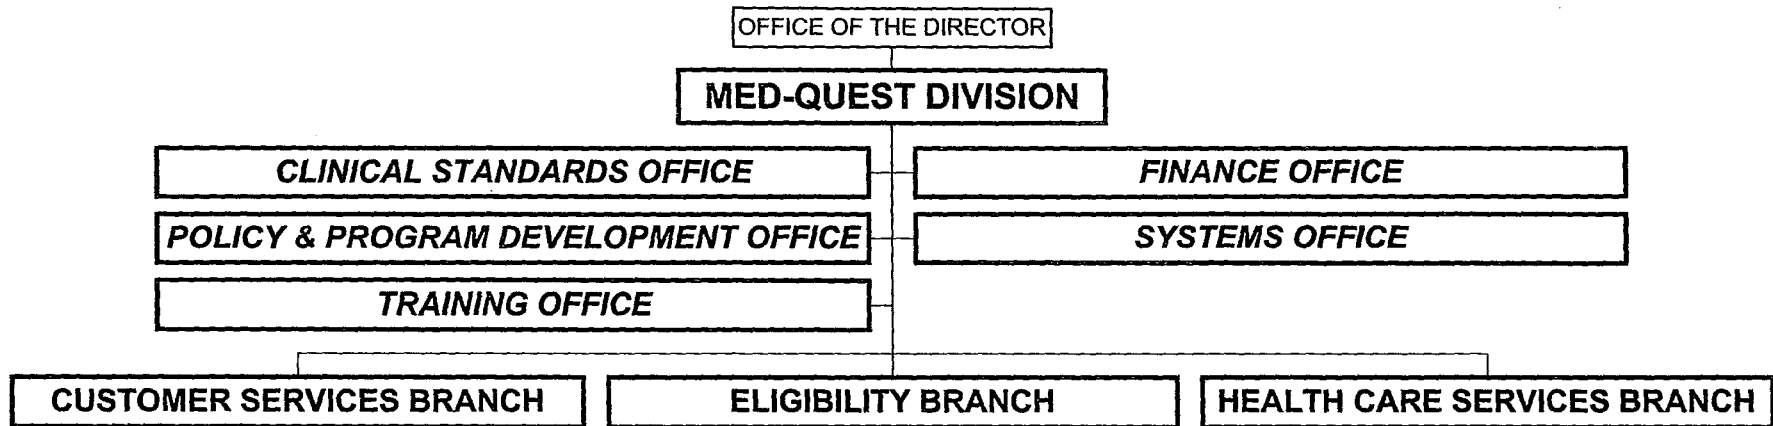 OFFICE OF THE DIRECTOR
MED-QUEST DIVISION
CLINICAL STANDARDS OFFICE
FINANCE OFFICE
POLICY & PROGRAM DEVELOPMENT OFFICE
SYSTEMS OFFICE
TRAINING OFFICE
CUSTOMER SERVICES BRANCH
ELIGIBILITY BRANCH
HEALTH CARE SERVICES BRANCH